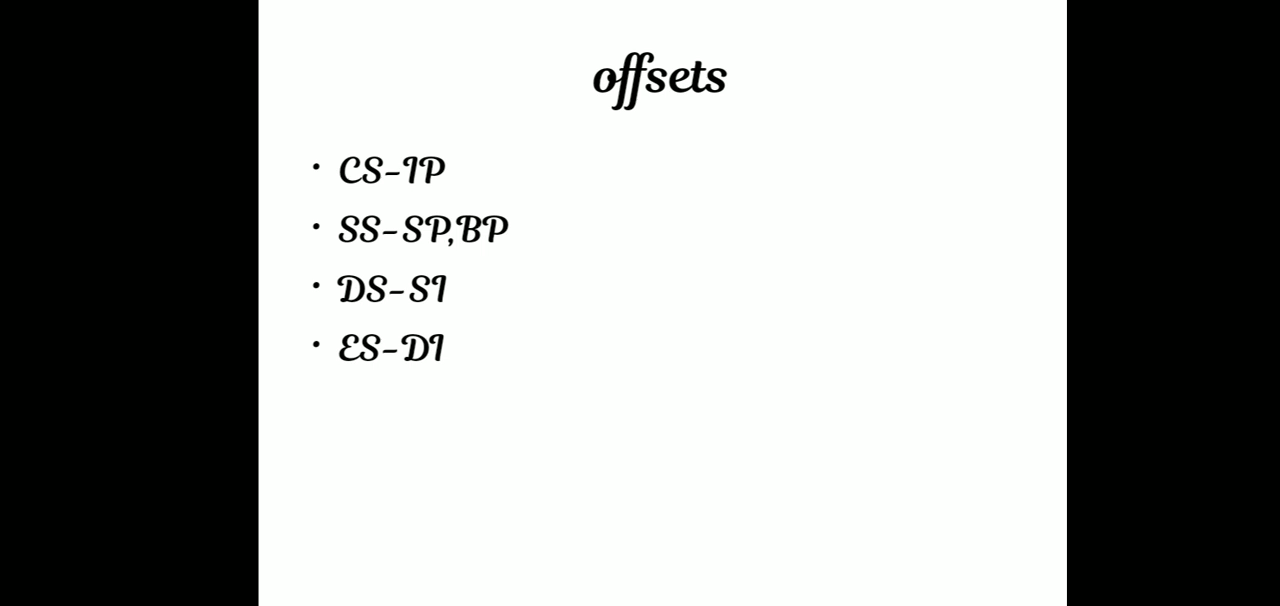 offsets
• CS-IP
• SS-SP,BP
• DS-SI
• ES-DI